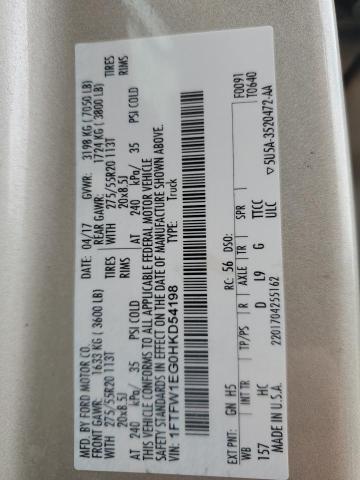 MFD. BY FORD MOTOR CO.
DATE: 04/17 GVWR: 3198 KG ( 7050 LB)
FRONT GAWR: 1633 KG ( 3600 LB) REAR GAWR: 1724 KG ( 3800 LB)
WITH 275/55R20 113T TIRES WITH 275/55R20 113T TIRES
20x8.5J RIMS 20x8.5J RIMS
AT 240 kPa/ 35 PSI COLD AT 240 kPa/ 35 PSI COLD
THIS VEHICLE CONFORMS TO ALL APPLICABLE FEDERAL MOTOR VEHICLE
SAFETY STANDARDS IN EFFECT ON THE DATE OF MANUFACTURE SHOWN ABOVE.
VIN: 1FTFW1EG0HKD54198 TYPE: Truck
F0091
T0640
EXT PNT: GN H5 RC: 56 DSO:
WB INT TR TP/PS R AXLE TR SPR
157 HC D L9 G TTCC
ULC
MADE IN U.S.A. 2201704255162
▽5U5A-3520472-AA